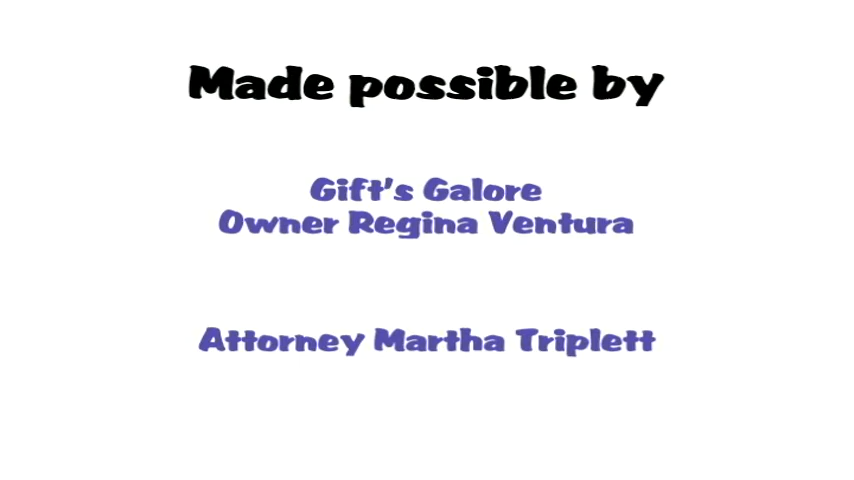 Made possible by
Gift's Galore
Owner Regina Ventura
Attorney Martha Triplett